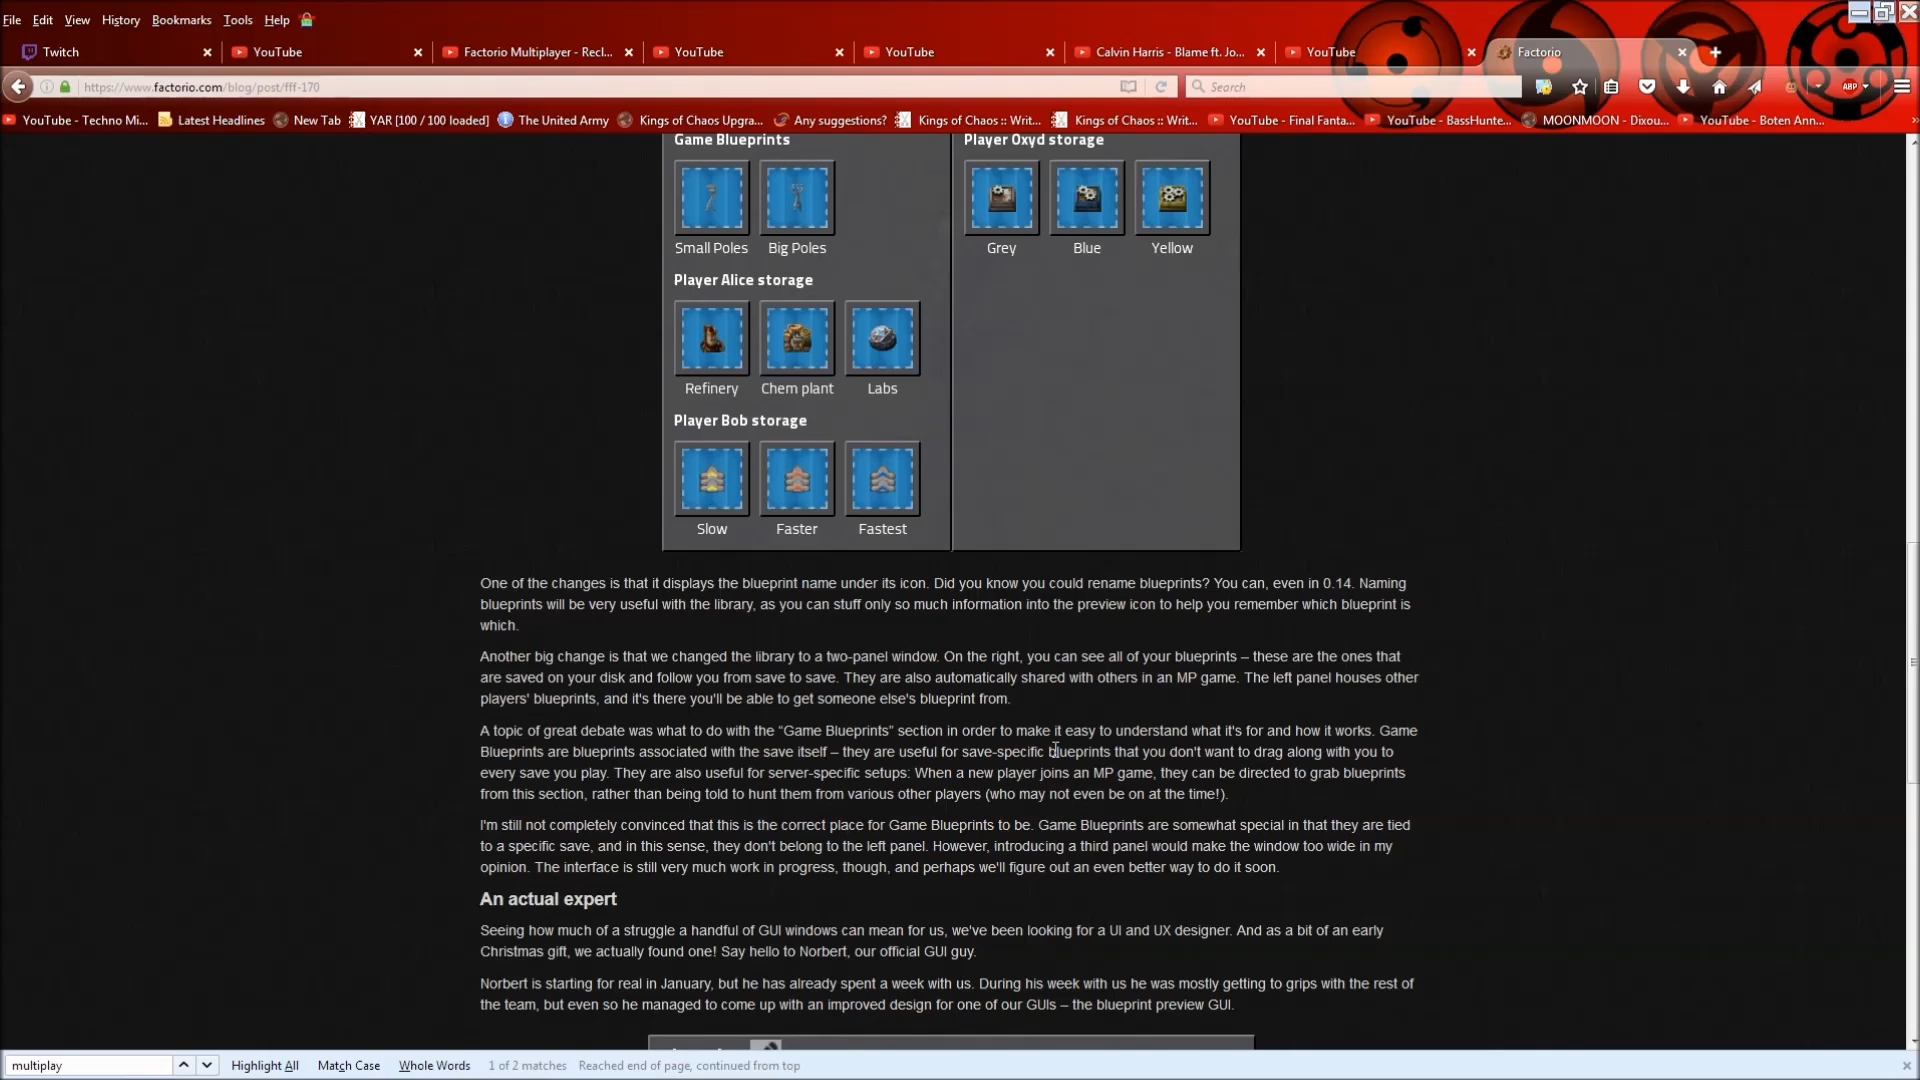 File Edit View History Bookmarks Tools Help
Twitch YouTube Factorio Multiplayer - Recl... YouTube YouTube Calvin Harris - Blame ft. Jo... YouTube Factorio
https://www.factorio.com/blog/post/fff-170 Search ABP
YouTube - Techno Mi... Latest Headlines New Tab YAR [100 / 100 loaded] The United Army Kings of Chaos Upgra... Any suggestions? Kings of Chaos :: Writ... Kings of Chaos :: Writ... YouTube - Final Fanta... YouTube - BassHunte... MOONMOON - Dixou... YouTube - Boten Ann...
Game Blueprints
Small Poles Big Poles
Player Alice storage
Refinery Chem plant Labs
Player Bob storage
Slow Faster Fastest
Player Oxyd storage
Grey Blue Yellow
One of the changes is that it displays the blueprint name under its icon. Did you know you could rename blueprints? You can, even in 0.14. Naming
blueprints will be very useful with the library, as you can stuff only so much information into the preview icon to help you remember which blueprint is
which.
Another big change is that we changed the library to a two-panel window. On the right, you can see all of your blueprints – these are the ones that
are saved on your disk and follow you from save to save. They are also automatically shared with others in an MP game. The left panel houses other
players' blueprints, and it's there you'll be able to get someone else's blueprint from.
A topic of great debate was what to do with the “Game Blueprints” section in order to make it easy to understand what it's for and how it works. Game
Blueprints are blueprints associated with the save itself – they are useful for save-specific blueprints that you don't want to drag along with you to
every save you play. They are also useful for server-specific setups: When a new player joins an MP game, they can be directed to grab blueprints
from this section, rather than being told to hunt them from various other players (who may not even be on at the time!).
I'm still not completely convinced that this is the correct place for Game Blueprints to be. Game Blueprints are somewhat special in that they are tied
to a specific save, and in this sense, they don't belong to the left panel. However, introducing a third panel would make the window too wide in my
opinion. The interface is still very much work in progress, though, and perhaps we'll figure out an even better way to do it soon.
An actual expert
Seeing how much of a struggle a handful of GUI windows can mean for us, we've been looking for a UI and UX designer. And as a bit of an early
Christmas gift, we actually found one! Say hello to Norbert, our official GUI guy.
Norbert is starting for real in January, but he has already spent a week with us. During his week with us he was mostly getting to grips with the rest of
the team, but even so he managed to come up with an improved design for one of our GUIs – the blueprint preview GUI.
multiplay Highlight All Match Case Whole Words 1 of 2 matches Reached end of page, continued from top